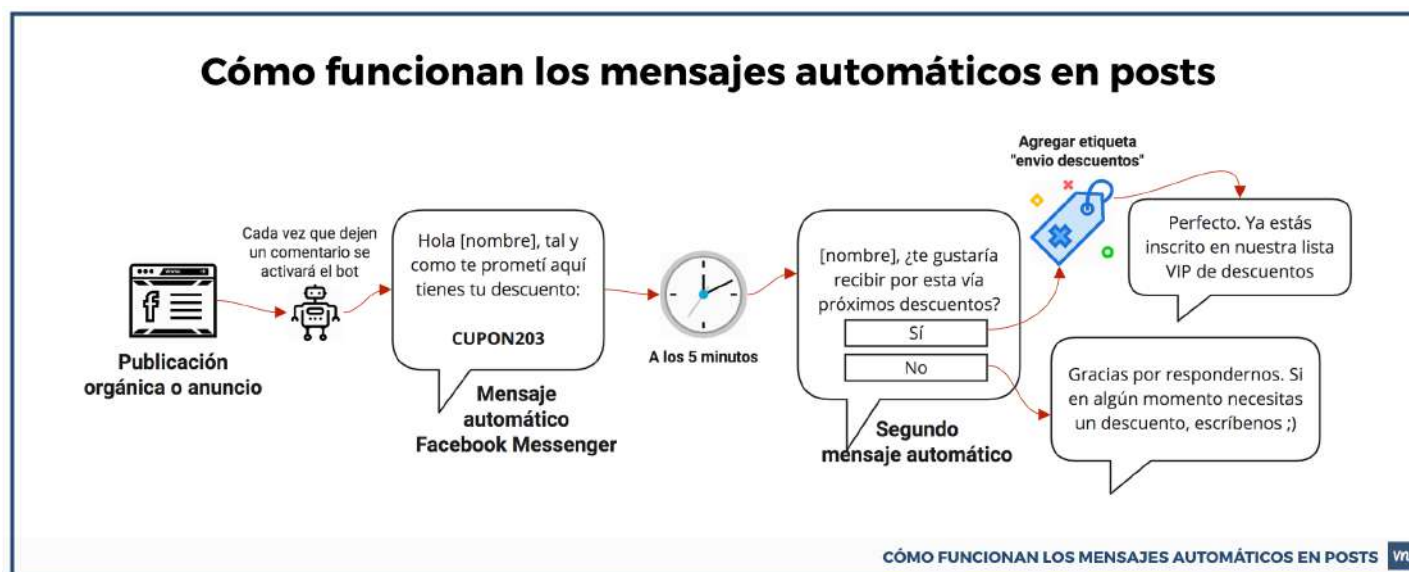 Cómo funcionan los mensajes automáticos en posts
Cada vez que dejen
un comentario se
activará el bot
Publicación
orgánica o anuncio
Hola [nombre], tal y
como te prometí aquí
tienes tu descuento:
CUPON203
Mensaje
automático
Facebook Messenger
A los 5 minutos
[nombre], ¿te gustaría
recibir por esta vía
próximos descuentos?
Sí
No
Segundo
mensaje automático
Agregar etiqueta
"envio descuentos"
Perfecto. Ya estás
inscrito en nuestra lista
VIP de descuentos
Gracias por respondernos. Si
en algún momento necesitas
un descuento, escríbenos ;)
CÓMO FUNCIONAN LOS MENSAJES AUTOMÁTICOS EN POSTS